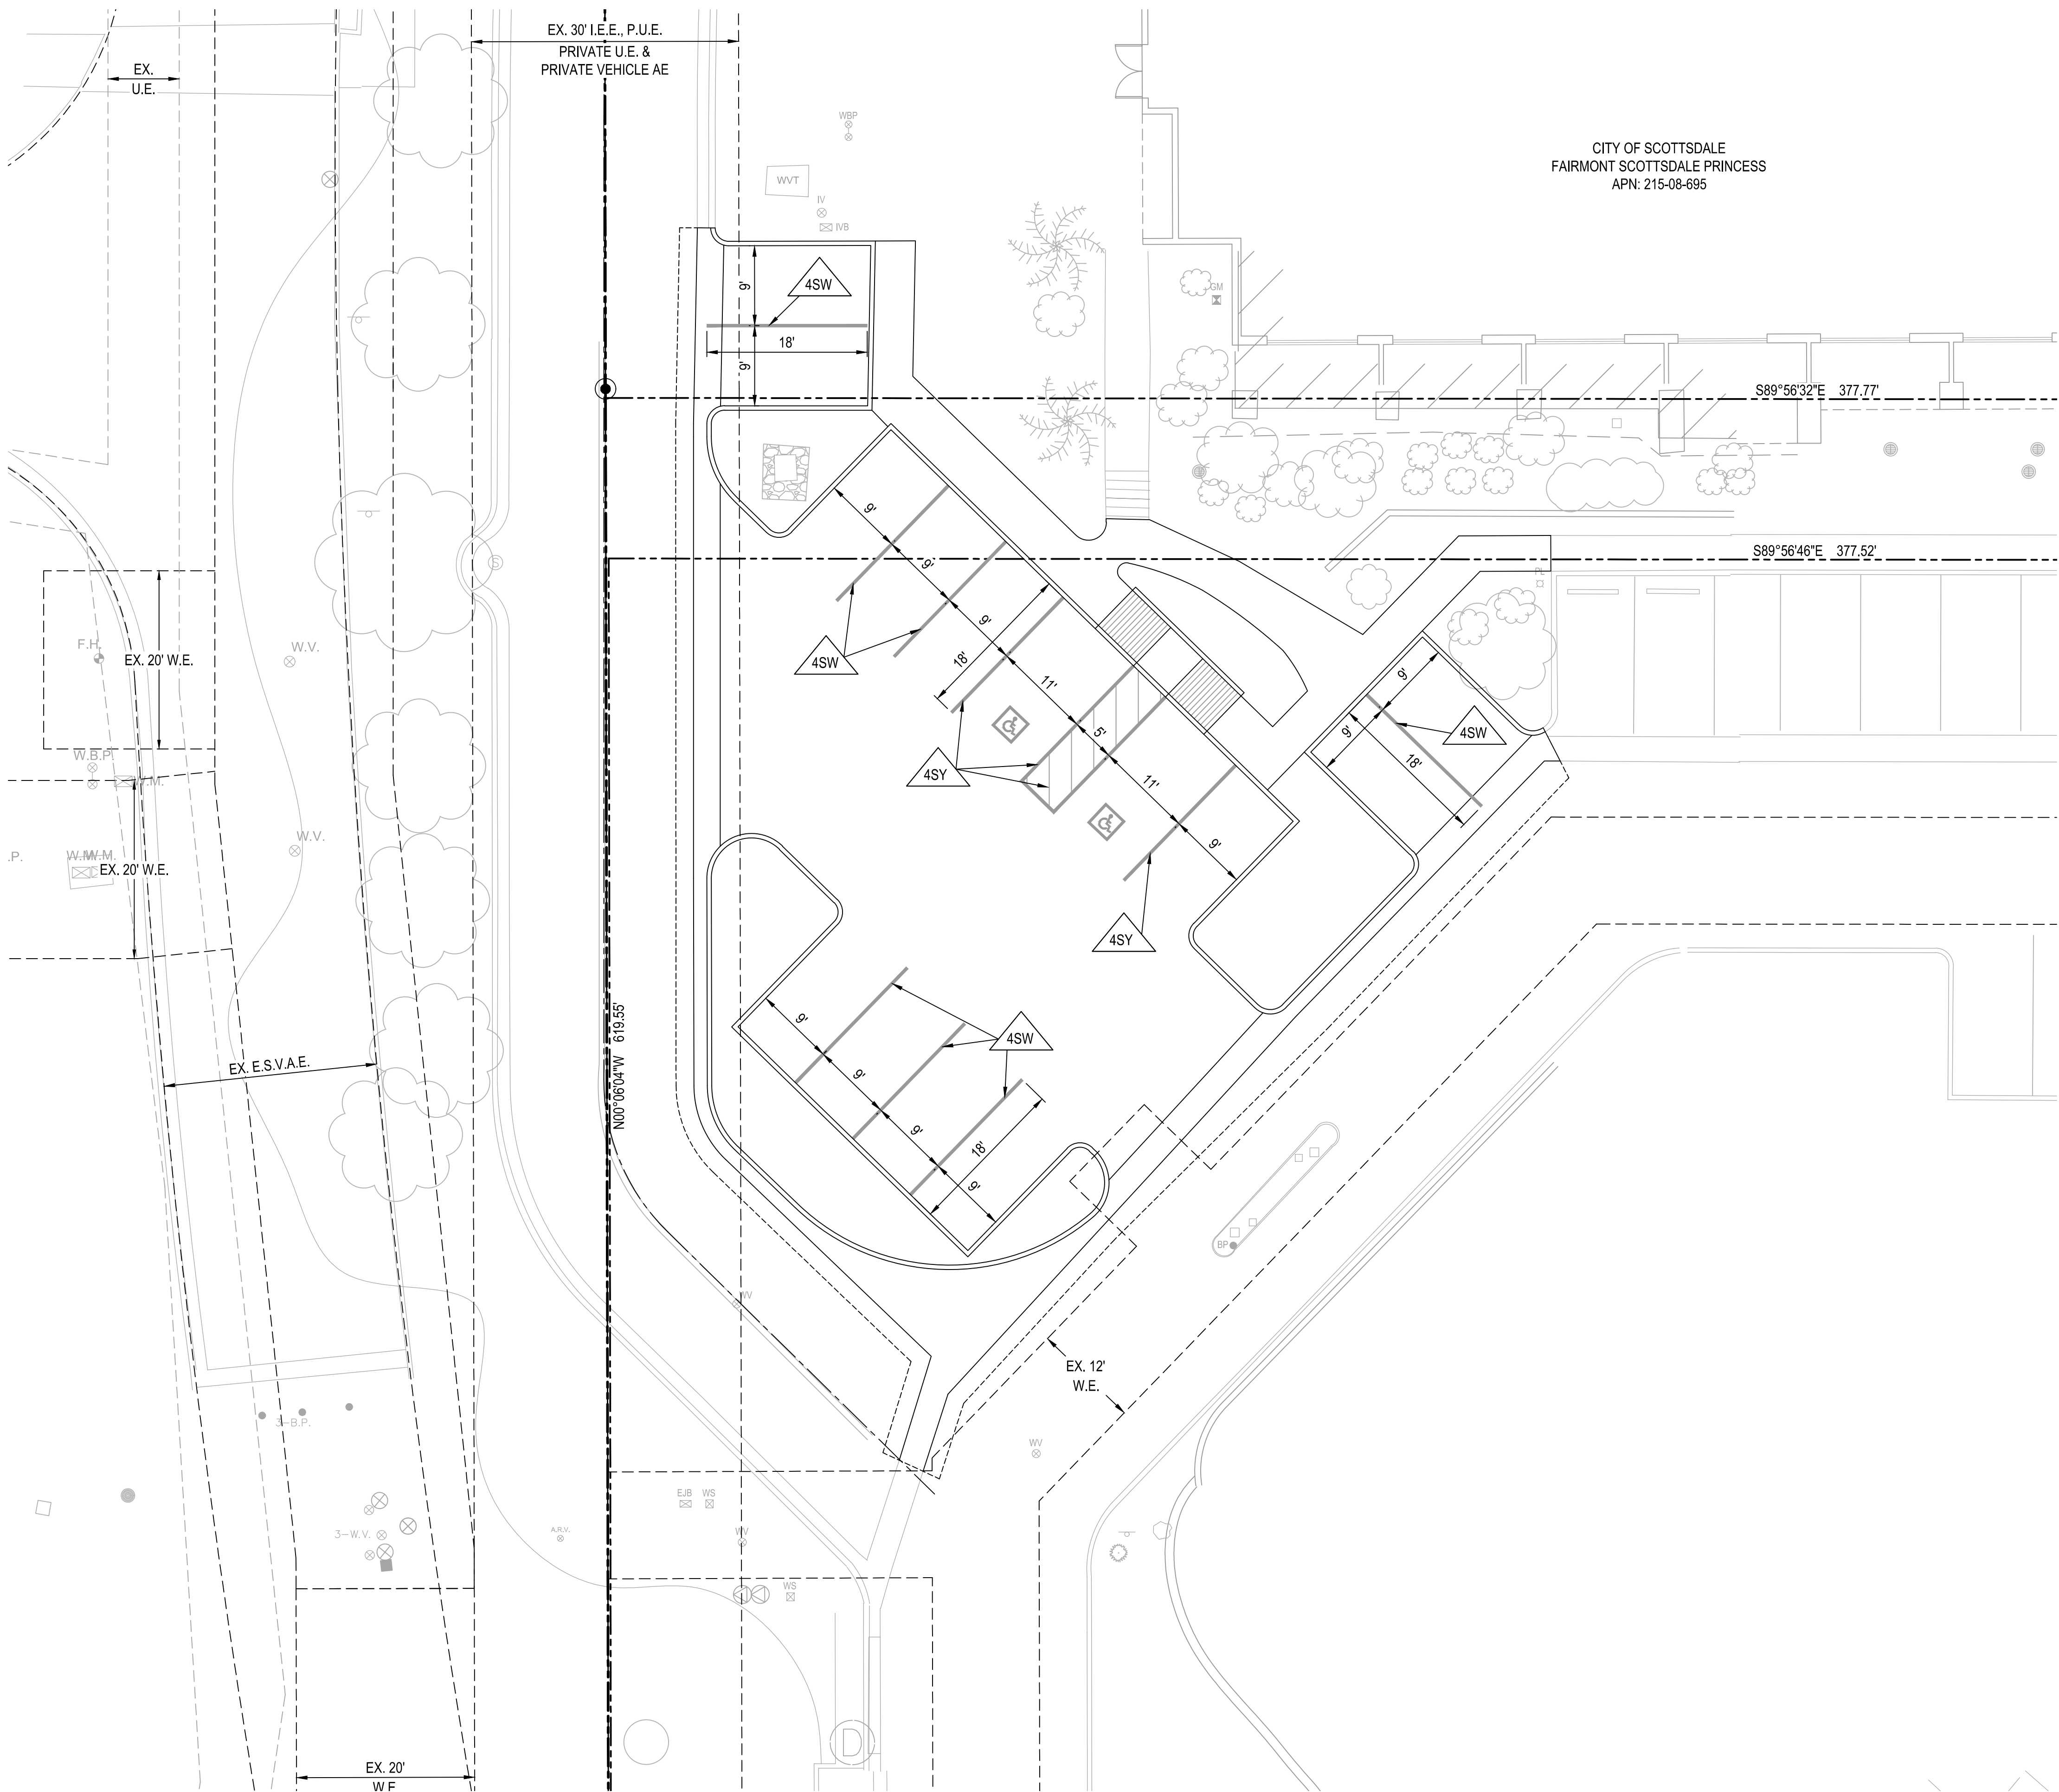 EX. 30' I.E.E., P.U.E.
PRIVATE U.E. &
PRIVATE VEHICLE AE
EX.
U.E.
WBP
WVT
IV
IVB
CITY OF SCOTTSDALE
FAIRMONT SCOTTSDALE PRINCESS
APN: 215-08-695
GM
9'
4SW
18'
9'
S89°56'32"E 377.77'
S89°56'46"E 377.52'
PL
S
9'
9'
9'
18'
11'
5'
11'
9'
4SW
4SY
4SY
9'
9'
18'
4SW
F.H.
EX. 20' W.E.
W.V.
W.B.P.
W.V.
.P.
W.M.
EX. 20' W.E.
N00°06'04"W 619.55'
EX. E.S.V.A.E.
9'
9'
9'
9'
18'
4SW
BP
WV
EX. 12'
W.E.
3-B.P.
WV
EJB
WS
WV
A.R.V.
3-W.V.
WS
D
EX. 20'
W.E.